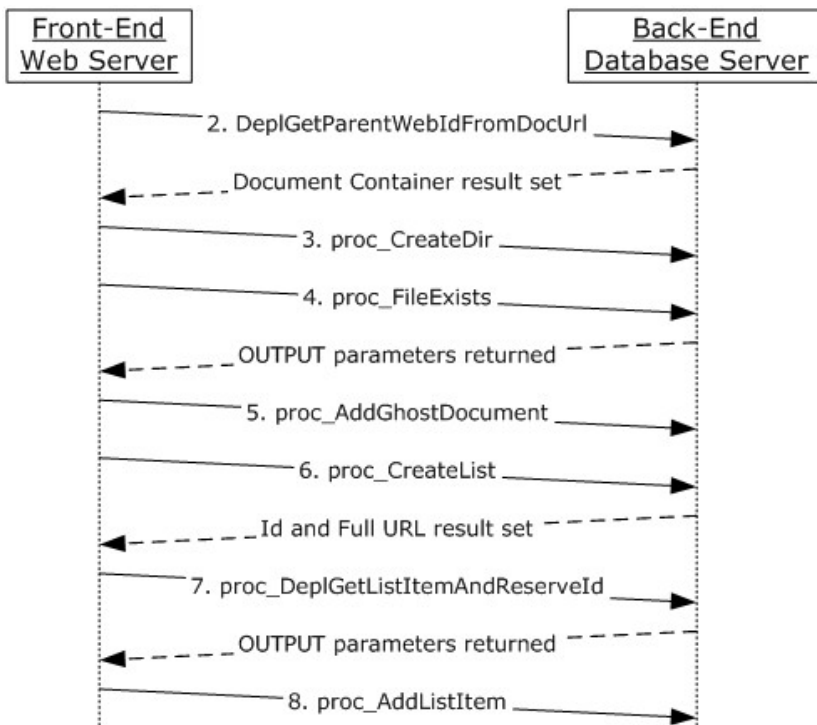 Front-End
Web Server
Back-End
Database Server
2. DeplGetParentWebIdFromDocUrl
Document Container result set
3. proc_CreateDir
4. proc_FileExists
OUTPUT parameters returned
5. proc_AddGhostDocument
6. proc_CreateList
Id and Full URL result set
7. proc_DeplGetListItemAndReserveId
OUTPUT parameters returned
8. proc_AddListItem